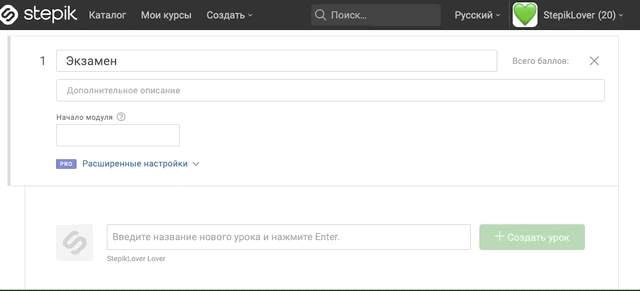 stepik Каталог Мои курсы Создать Поиск... Русский StepikLover (20)
1 Экзамен Всего баллов:
Дополнительное описание
Начало модуля ?
PRO Расширенные настройки
Введите название нового урока и нажмите Enter. + Создать урок
StepikLover Lover